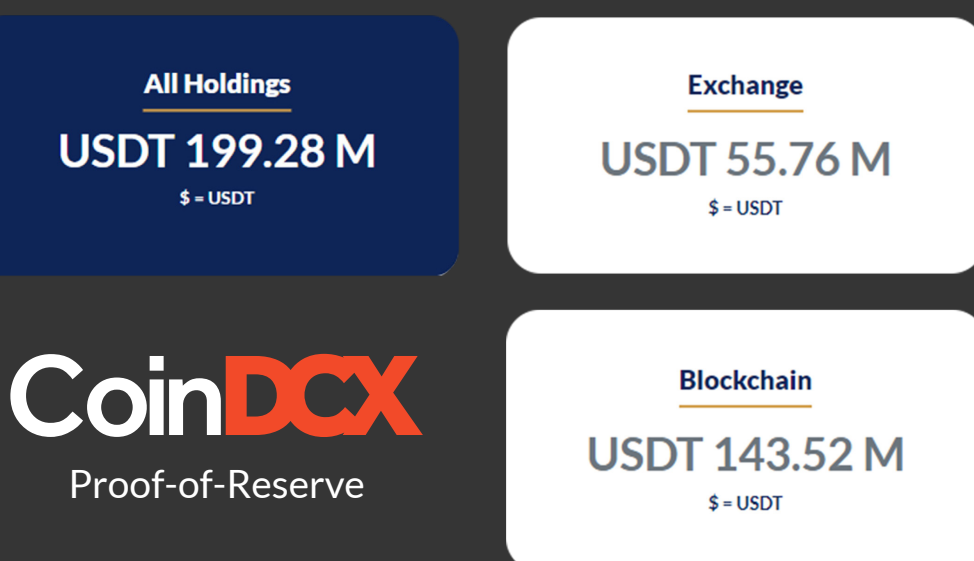 All Holdings
USDT 199.28 M
$ = USDT
Exchange
USDT 55.76 M
$ = USDT
CoinDCX
Proof-of-Reserve
Blockchain
USDT 143.52 M
$ = USDT